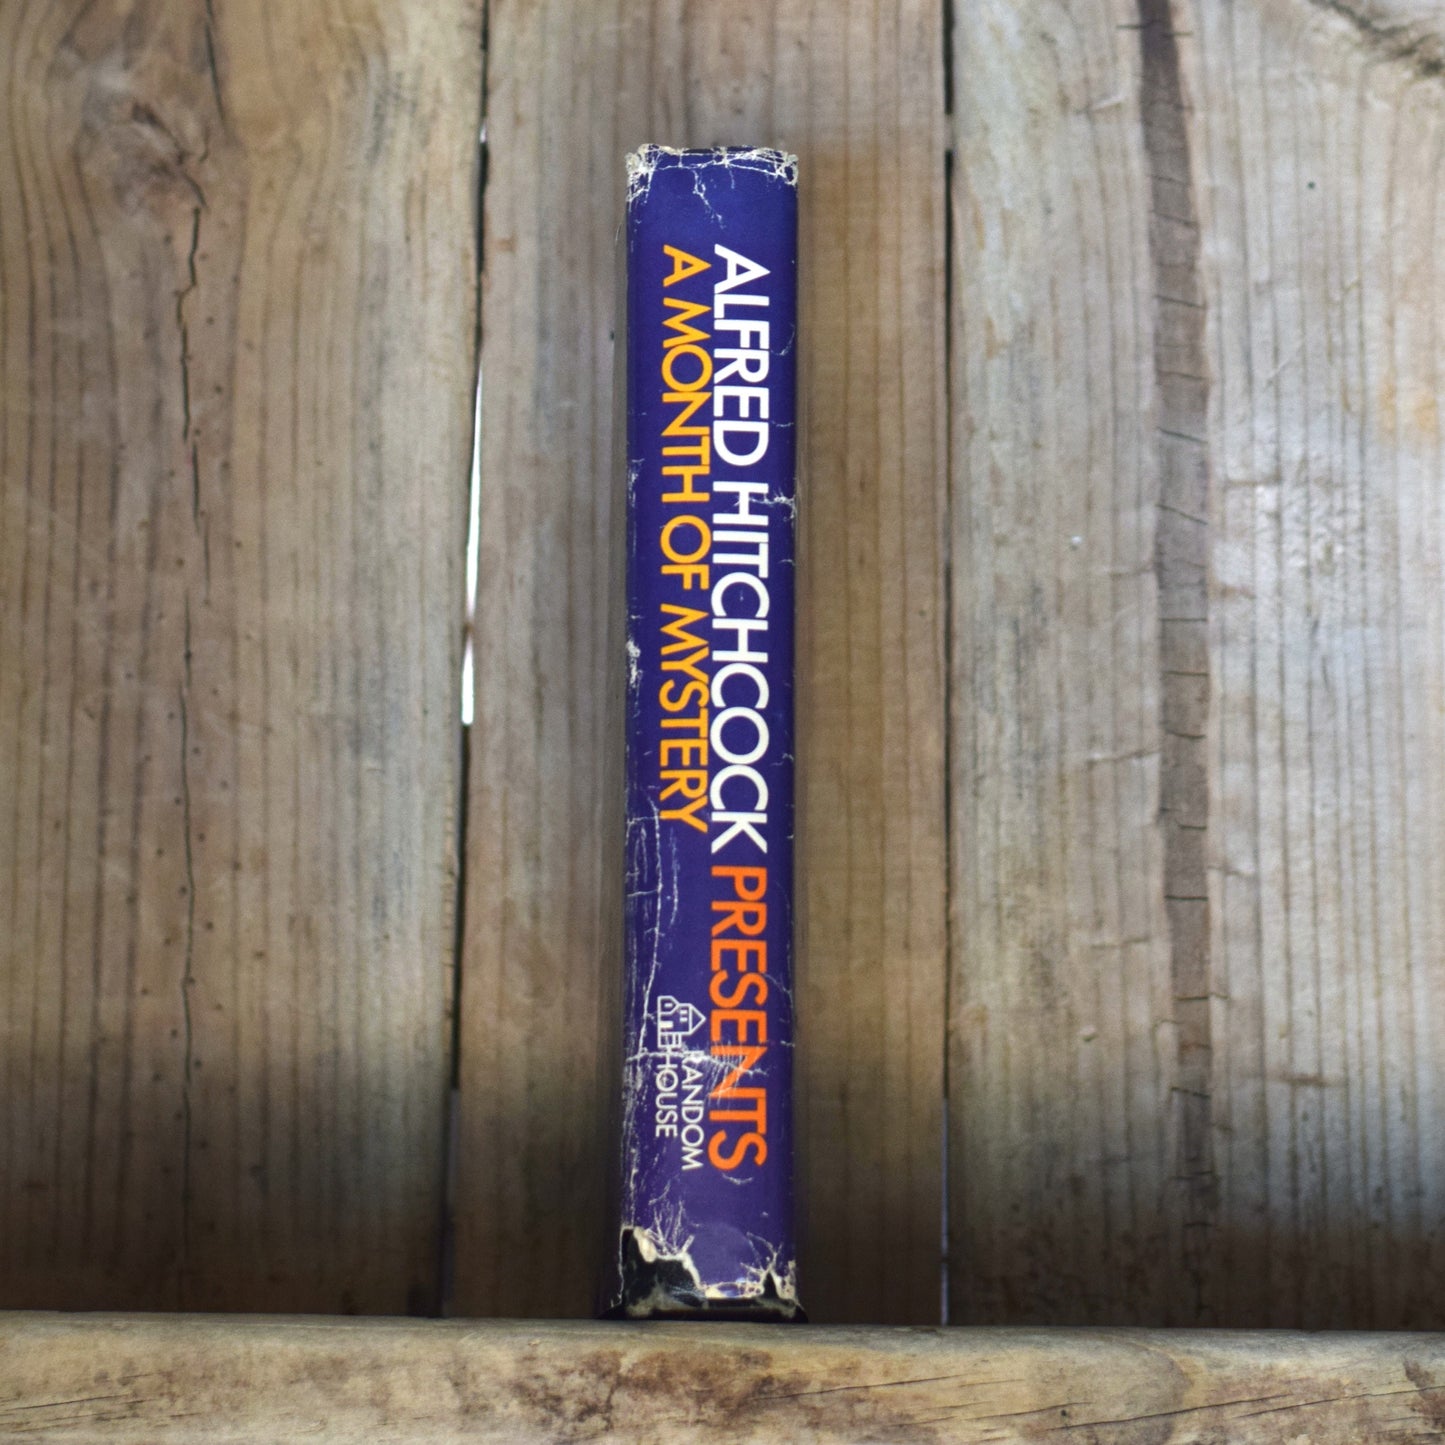 ALFRED HITCHCOCK PRESENTS
A MONTH OF MYSTERY
RANDOM
HOUSE